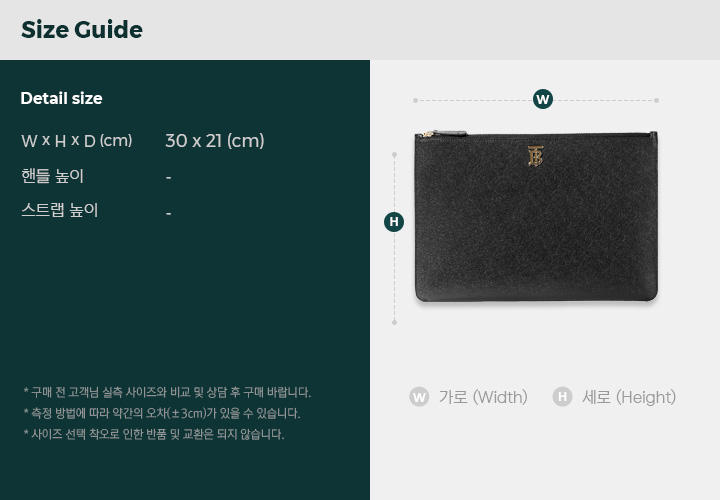 Size Guide
Detail size
W x H x D (cm) 30 x 21 (cm)
핸들 높이 -
스트랩 높이 -
* 구매 전 고객님 실측 사이즈와 비교 및 상담 후 구매 바랍니다.
* 측정 방법에 따라 약간의 오차(±3cm)가 있을 수 있습니다.
* 사이즈 선택 착오로 인한 반품 및 교환은 되지 않습니다.
W
H
TB
W 가로 (Width) H 세로 (Height)